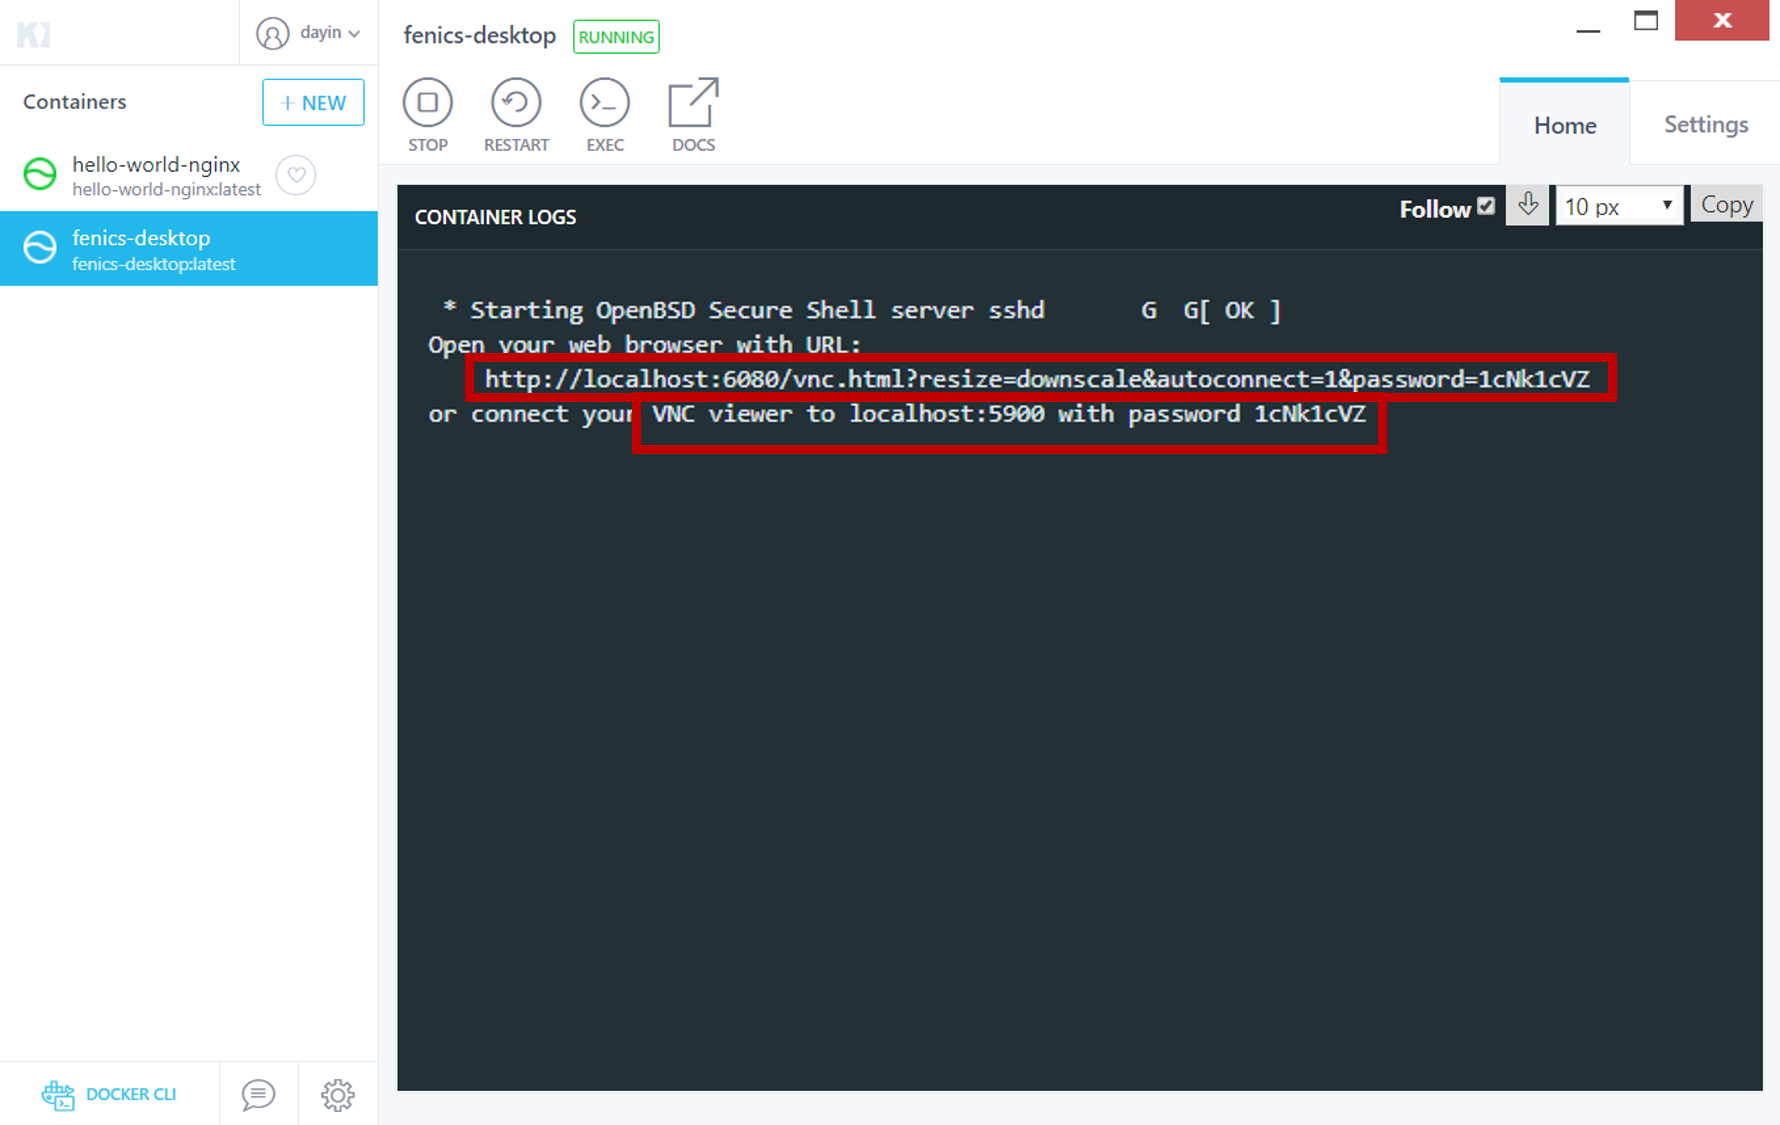 dayin
fenics-desktop RUNNING
X
Containers
+ NEW
STOP RESTART EXEC DOCS
Home
Settings
hello-world-nginx
hello-world-nginx:latest
fenics-desktop
fenics-desktop:latest
CONTAINER LOGS
Follow
10 px
Copy
* Starting OpenBSD Secure Shell server sshd G G[ OK ]
Open your web browser with URL:
http://localhost:6080/vnc.html?resize=downscale&autoconnect=1&password=1cNk1cVZ
or connect your VNC viewer to localhost:5900 with password 1cNk1cVZ
DOCKER CLI